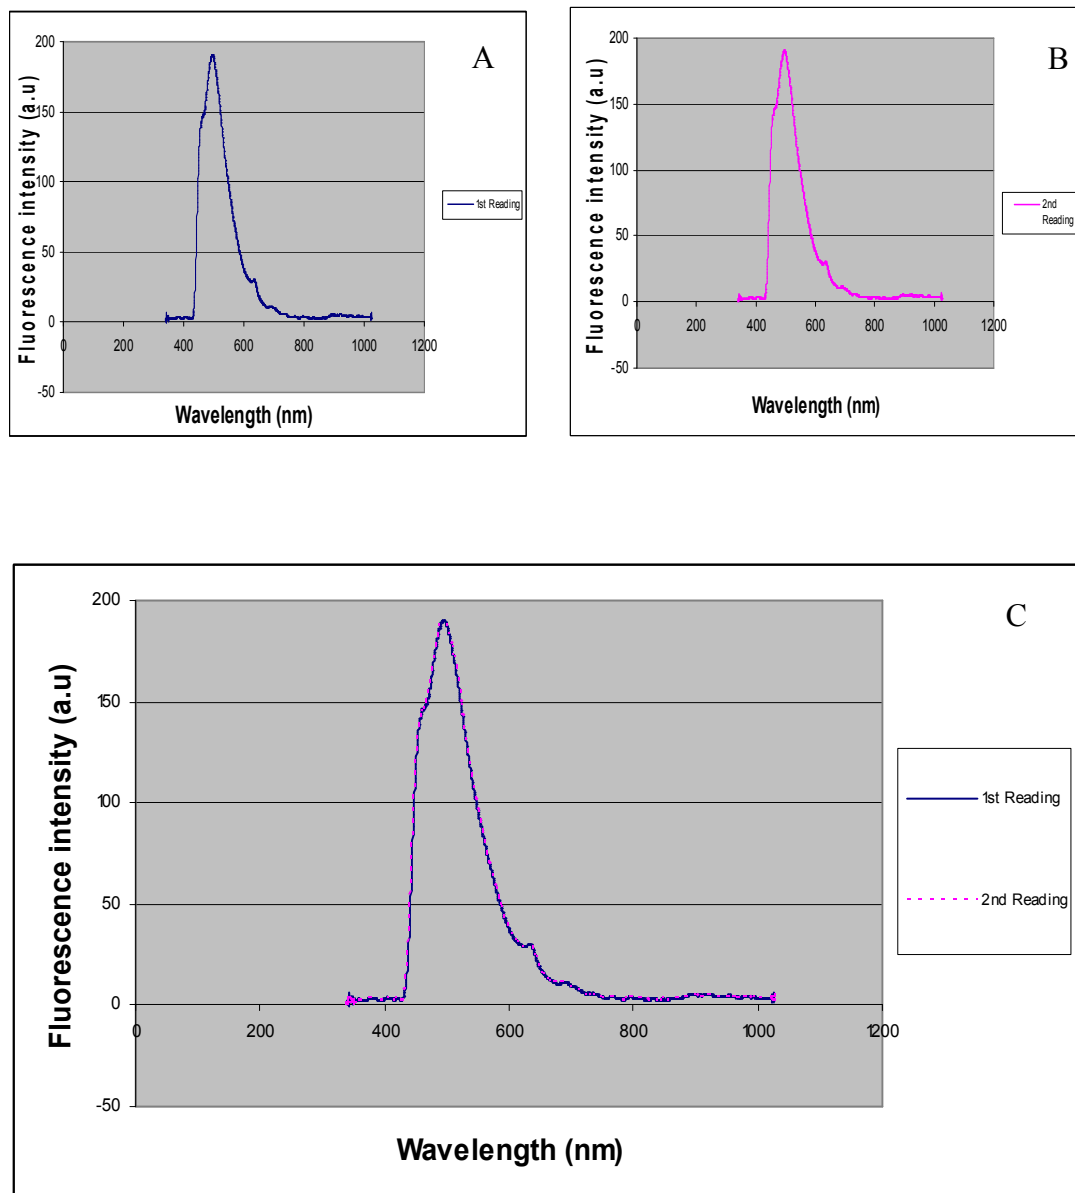 A
Fluorescence intensity (a.u)
200
150
100
50
0
-50
0 200 400 600 800 1000 1200
Wavelength (nm)
1st Reading
B
Fluorescence intensity (a.u)
200
150
100
50
0
-50
0 200 400 600 800 1000 1200
Wavelength (nm)
2nd
Reading
C
Fluorescence intensity (a.u)
200
150
100
50
0
-50
0 200 400 600 800 1000 1200
Wavelength (nm)
1st Reading
2nd Reading